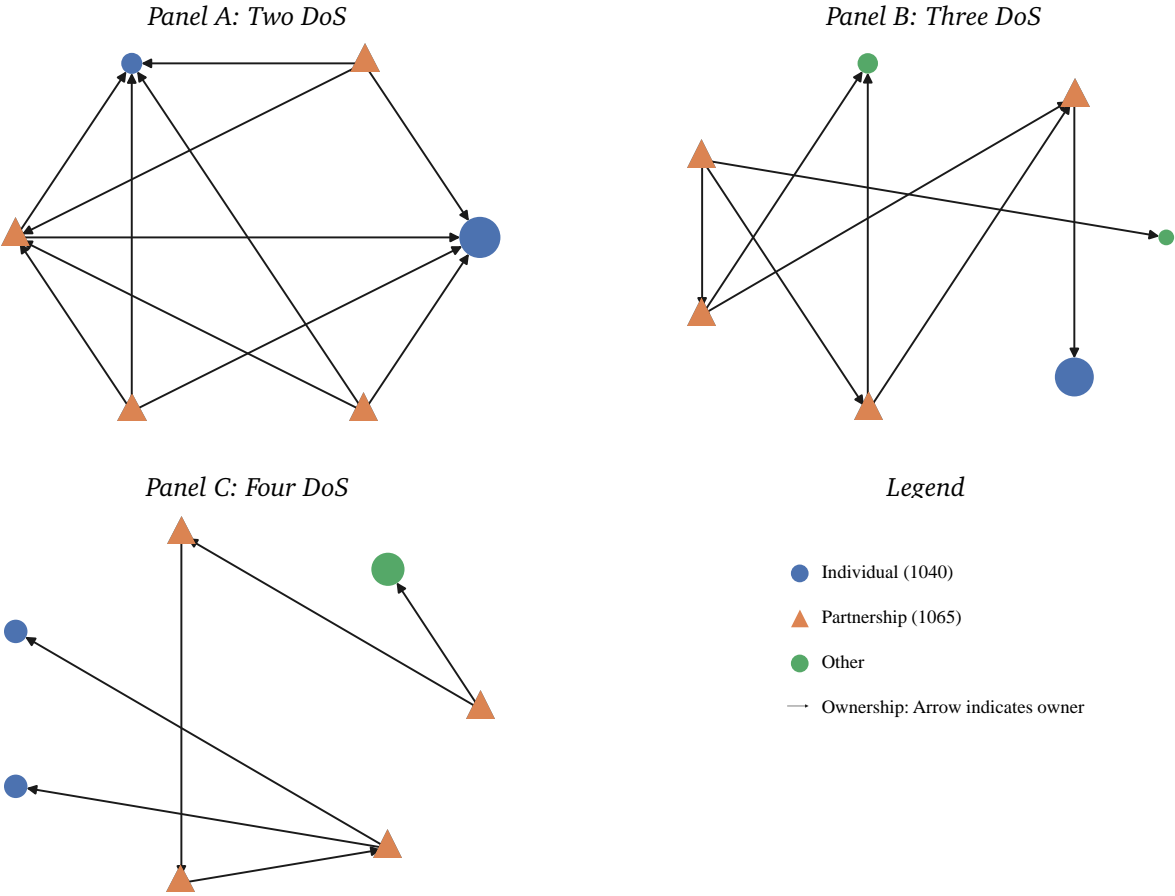 Panel A: Two DoS
Panel B: Three DoS
Panel C: Four DoS
Legend
Individual (1040)
Partnership (1065)
Other
Ownership: Arrow indicates owner